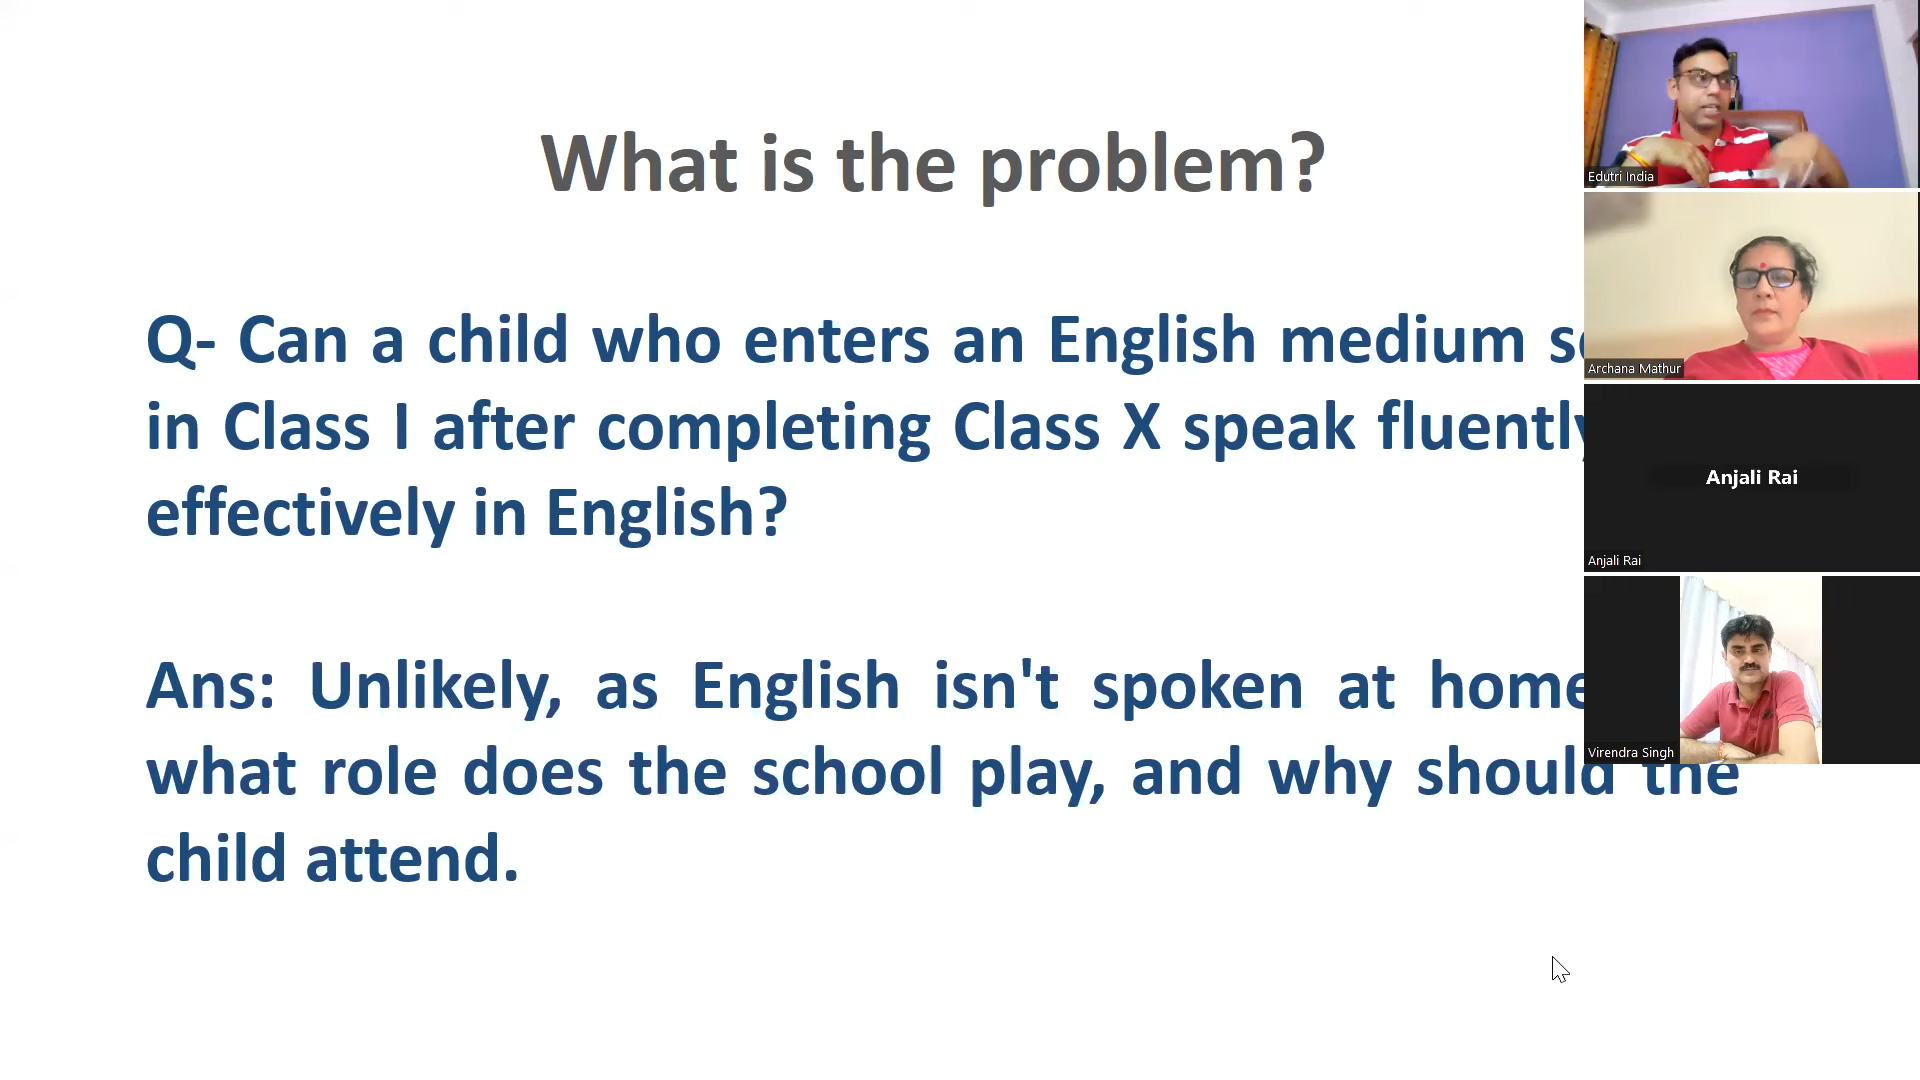 What is the problem?
Q- Can a child who enters an English medium
in Class I after completing Class X speak fluently
effectively in English?
Ans: Unlikely, as English isn't spoken at home
what role does the school play, and why should the
child attend.
Edutri India
Archana Mathur
Anjali Rai
Anjali Rai
Virendra Singh